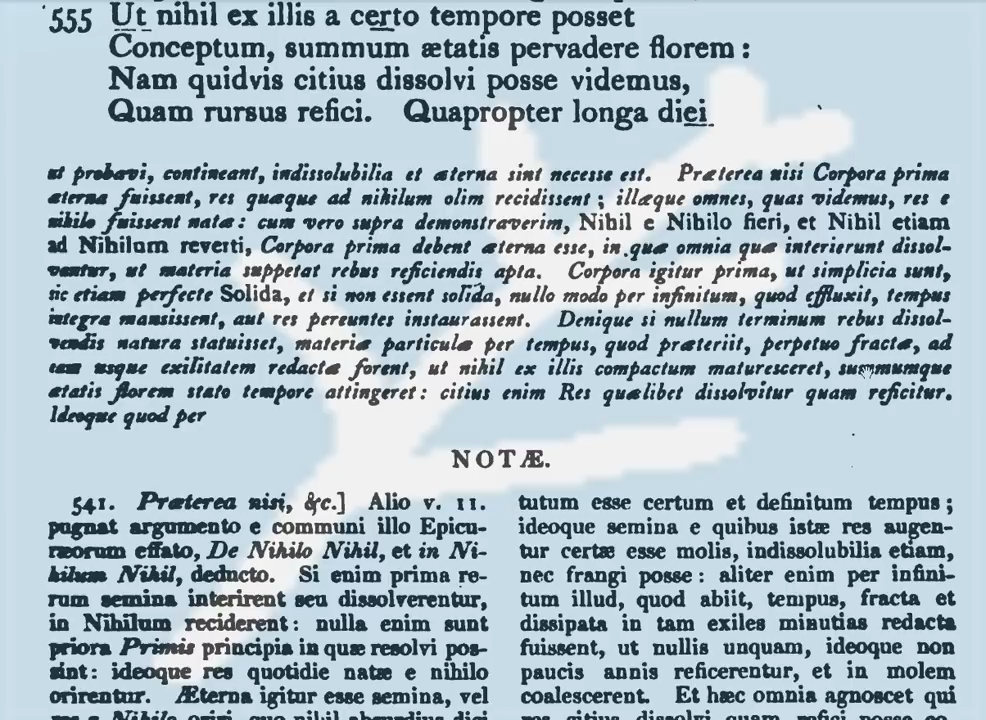 555 Ut nihil ex illis a certo tempore posset
Conceptum, summum ætatis pervadere florem:
Nam quidvis citius dissolvi posse videmus,
Quam rursus refici. Quapropter longa diei
ut probavi, contineant, indissolubilia et æterna sint necesse est. Præterea nisi Corpora prima
æterna fuissent, res quæque ad nihilum olim recidissent; illæque omnes, quas videmus, res e
nihilo fuissent natæ: cum vero supra demonstraverim, Nihil e Nihilo fieri, et Nihil etiam
ad Nihilum reverti, Corpora prima debent æterna esse, in quæ omnia quæ interierunt dissol-
vantur, ut materia suppetat rebus reficiendis apta. Corpora igitur prima, ut simplicia sunt,
sic etiam perfecte Solida, et si non essent solida, nullo modo per infinitum, quod effluxit, tempus
integra mansissent, aut res pereuntes instaurassent. Denique si nullum terminum rebus dissol-
vendis natura statuisset, materiæ particulæ per tempus, quod præteriit, perpetuo fractæ, ad
eam usque exilitatem redactæ forent, ut nihil ex illis compactum maturesceret, summumque
ætatis florem stato tempore attingeret: citius enim Res quælibet dissolvitur quam reficitur.
Ideoque quod per
NOTÆ.
541. Præterea nisi, &c.] Alio v. 11.
pugnat argumento e communi illo Epicu-
ræorum effato, De Nihilo Nihil, et in Ni-
hilum Nihil, deducto. Si enim prima re-
rum semina interirent seu dissolverentur,
in Nihilum reciderent: nulla enim sunt
priora Primis principia in quæ resolvi pos-
sint: ideoque res quotidie natæ e nihilo
orirentur. Æterna igitur esse semina, vel
res e Nihilo oriri, quo nihil absurdius dici
tutum esse certum et definitum tempus;
ideoque semina e quibus istæ res augen-
tur certæ esse molis, indissolubilia etiam,
nec frangi posse: aliter enim per infini-
tum illud, quod abiit, tempus, fracta et
dissipata in tam exiles minutias redacta
fuissent, ut nullis unquam, ideoque non
paucis annis reficerentur, et in molem
coalescerent. Et hæc omnia agnoscet qui
res citius dissolvi quam refici posse